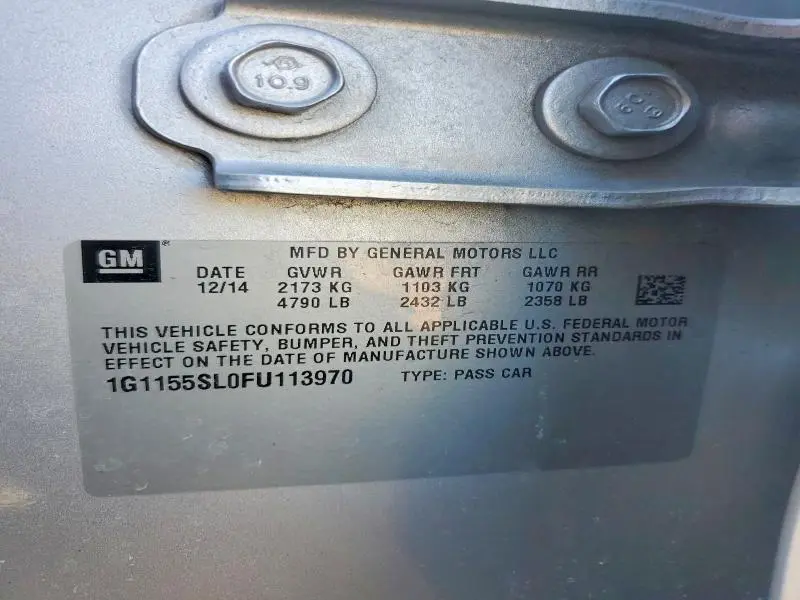 10.9
10.9
GM
MFD BY GENERAL MOTORS LLC
DATE GVWR GAWR FRT GAWR RR
12/14 2173 KG 1103 KG 1070 KG
4790 LB 2432 LB 2358 LB
THIS VEHICLE CONFORMS TO ALL APPLICABLE U.S. FEDERAL MOTOR
VEHICLE SAFETY, BUMPER, AND THEFT PREVENTION STANDARDS IN
EFFECT ON THE DATE OF MANUFACTURE SHOWN ABOVE.
1G1155SL0FU113970 TYPE: PASS CAR